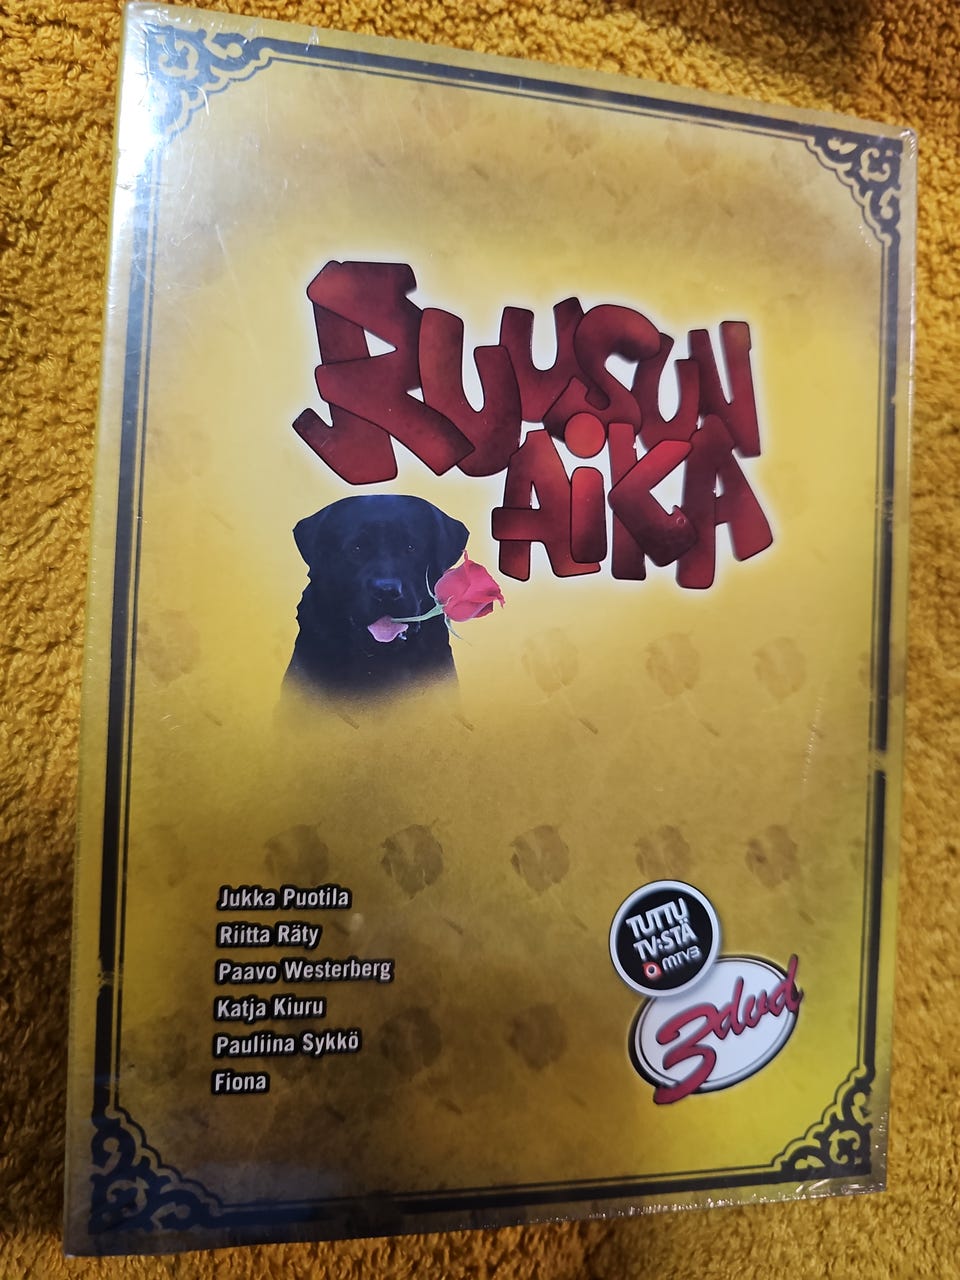 RUUSUN
AiKA
Jukka Puotila
Riitta Räty
Paavo Westerberg
Katja Kiuru
Pauliina Sykkö
Fiona
TUTTU
TV:STÄ
MTV3
3dvd